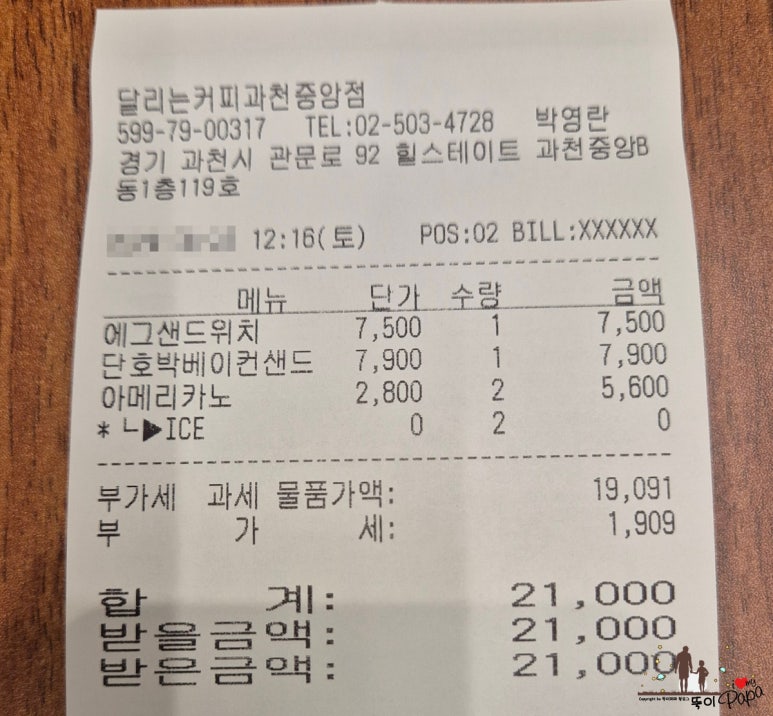 달리는커피과천중앙점
599-79-00317 TEL:02-503-4728 박영란
경기 과천시 관문로 92 힐스테이트 과천중앙B
동1층119호
12:16(토) POS:02 BILL:XXXXXX
메뉴 단가 수량 금액
에그샌드위치 7,500 1 7,500
단호박베이컨샌드 7,900 1 7,900
아메리카노 2,800 2 5,600
* ㄴ▶ICE 0 2 0
부가세 과세 물품가액: 19,091
부 가 세: 1,909
합 계: 21,000
받을금액: 21,000
받은금액: 21,000
i ♥ my
뚝이 Papa